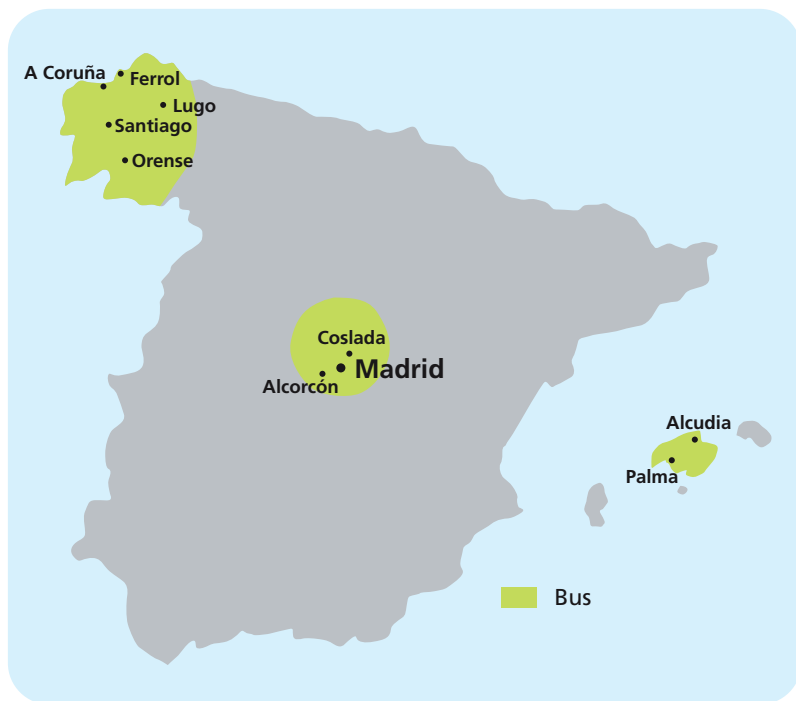 A Coruña
Ferrol
Lugo
Santiago
Orense
Coslada
Madrid
Alcorcón
Alcudia
Palma
Bus